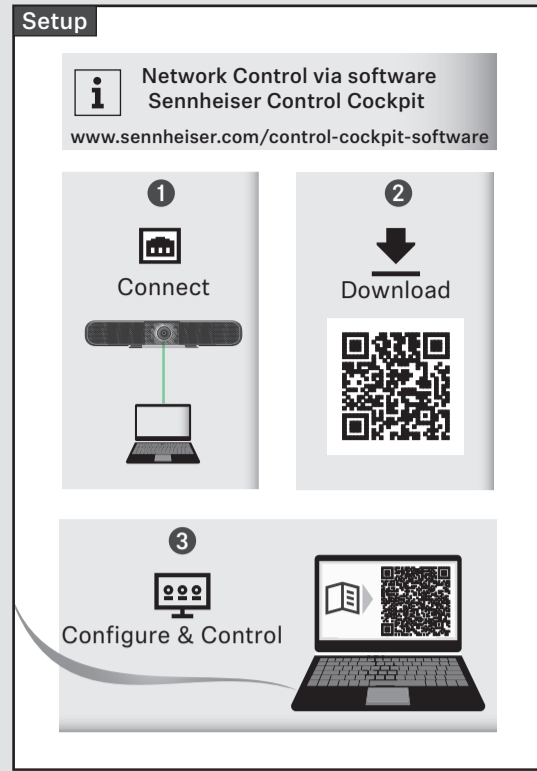 Setup
Network Control via software
Sennheiser Control Cockpit
www.sennheiser.com/control-cockpit-software
1
Connect
2
Download
3
Configure & Control